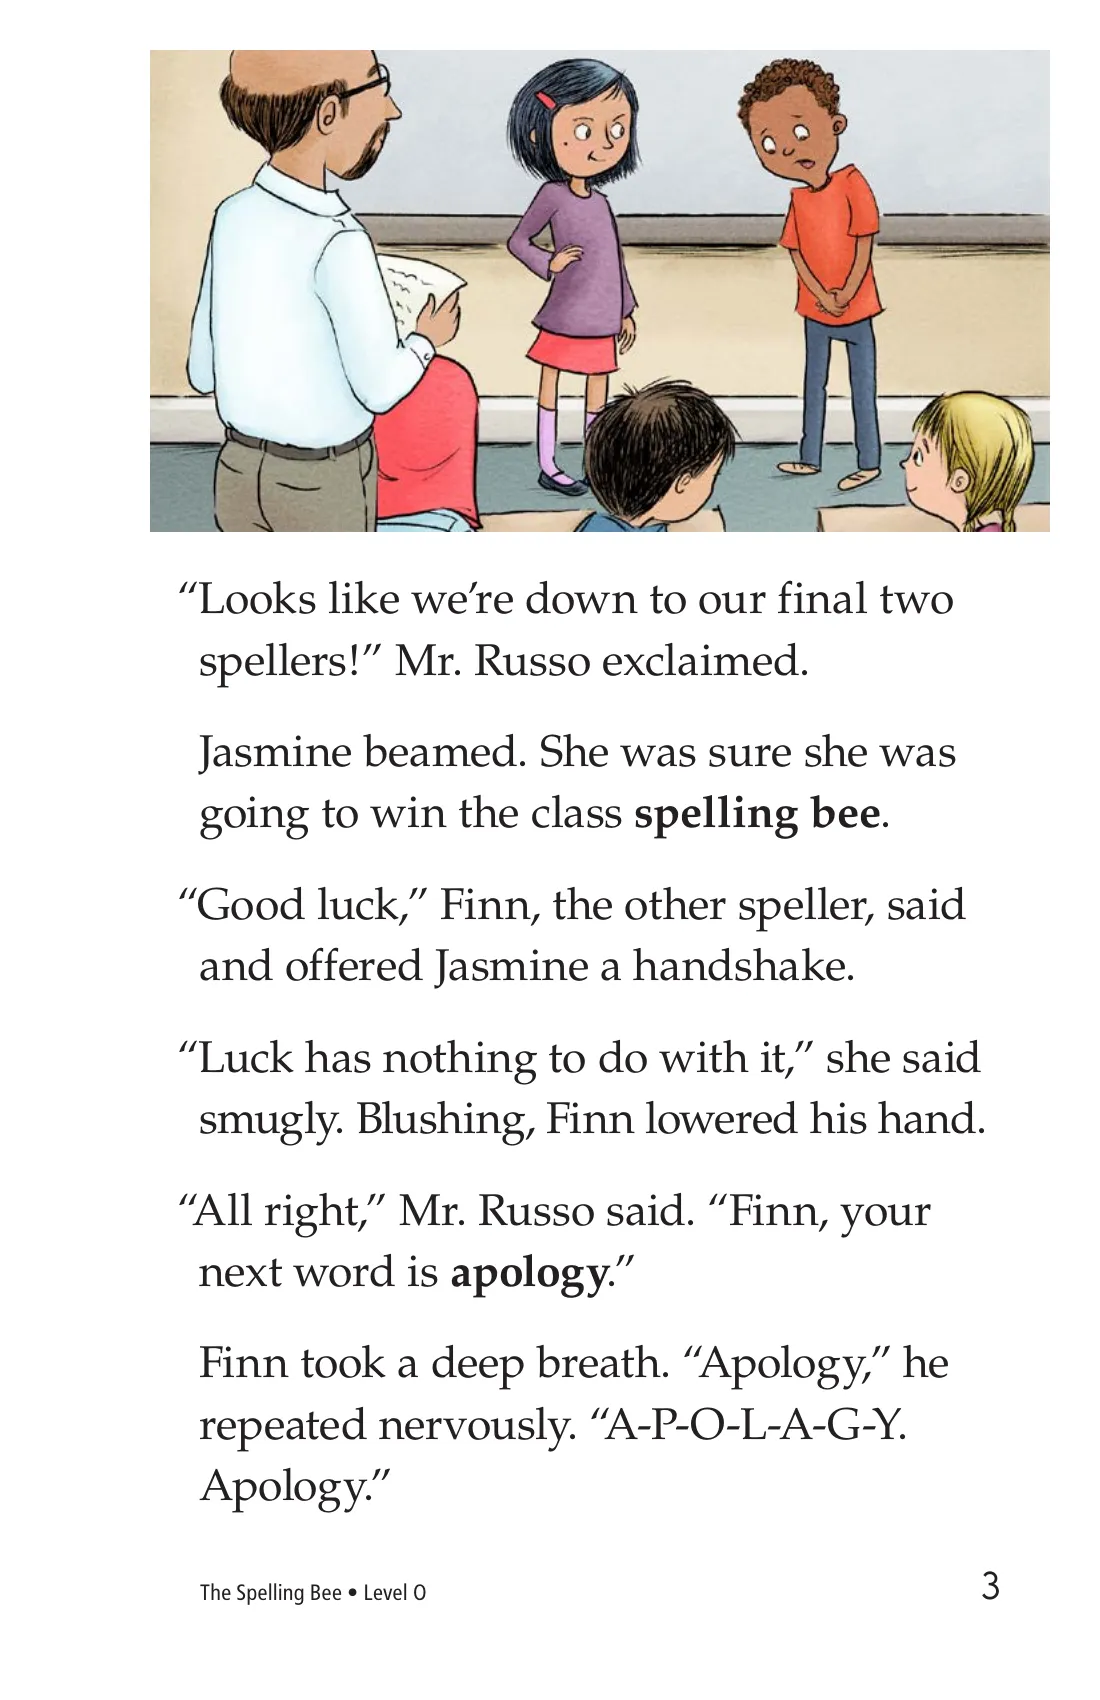 “Looks like we’re down to our final two
spellers!” Mr. Russo exclaimed.
Jasmine beamed. She was sure she was
going to win the class spelling bee.
“Good luck,” Finn, the other speller, said
and offered Jasmine a handshake.
“Luck has nothing to do with it,” she said
smugly. Blushing, Finn lowered his hand.
“All right,” Mr. Russo said. “Finn, your
next word is apology.”
Finn took a deep breath. “Apology,” he
repeated nervously. “A-P-O-L-A-G-Y.
Apology.”
The Spelling Bee • Level O
3